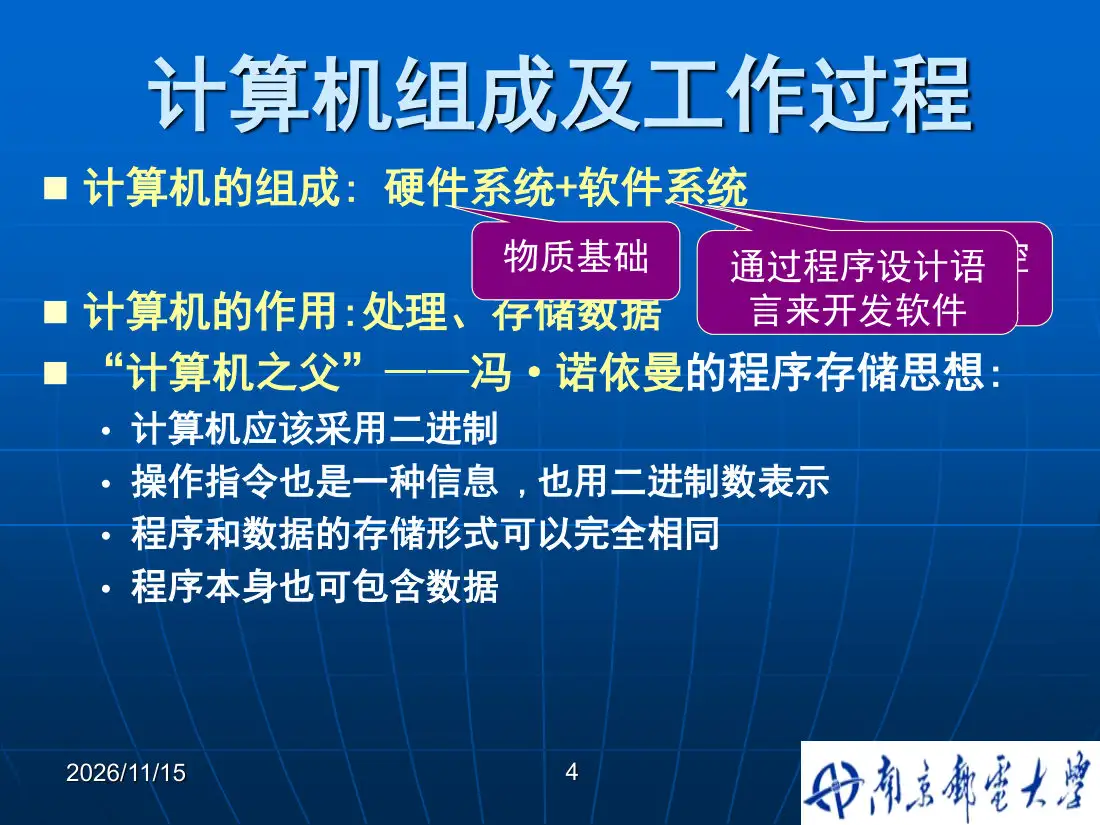 计算机组成及工作过程
计算机的组成：硬件系统+软件系统
物质基础
通过程序设计语
言来开发软件
计算机的作用:处理、存储数据
“计算机之父”——冯·诺依曼的程序存储思想:
计算机应该采用二进制
操作指令也是一种信息 ,也用二进制数表示
程序和数据的存储形式可以完全相同
程序本身也可包含数据
2026/11/15
4
南京邮电大学